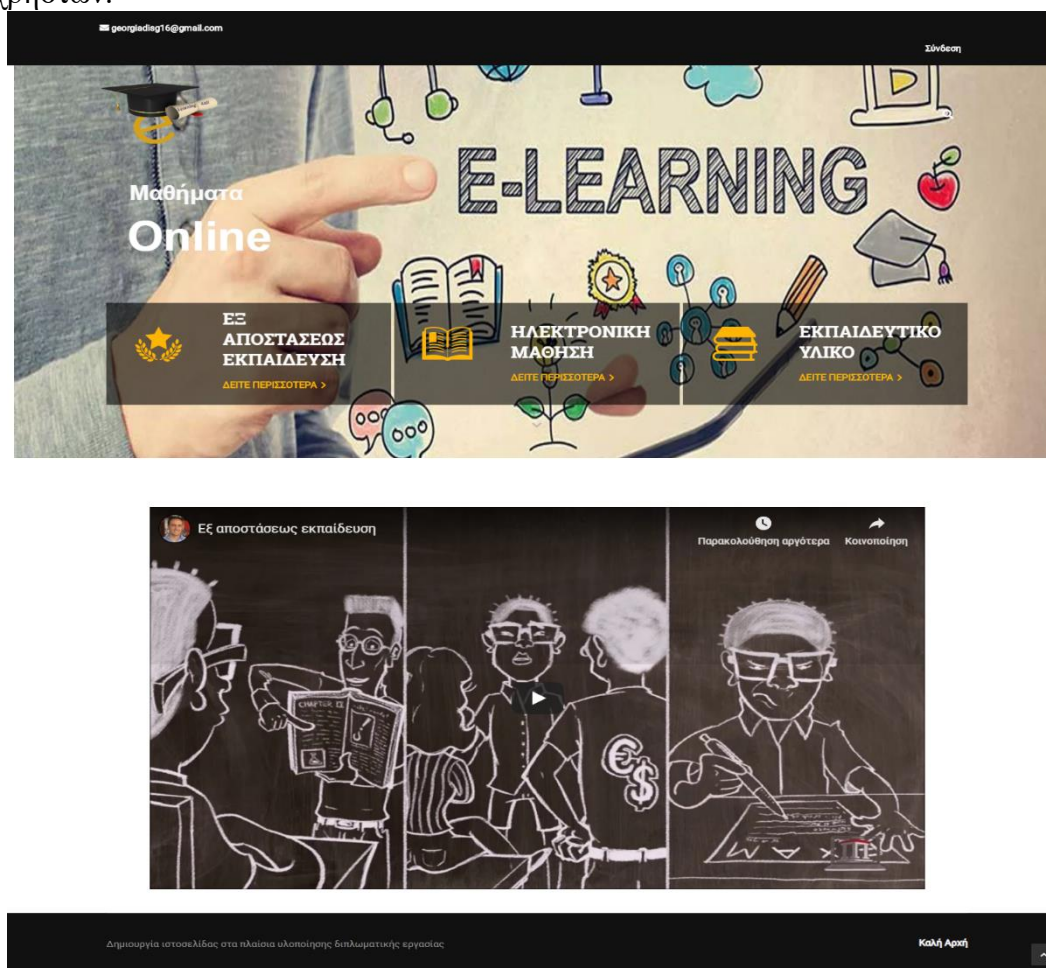 χρηστών.
georgiadisg16@gmail.com
Σύνδεση
E-LEARNING
Μαθήματα
Online
ΕΞ
ΑΠΟΣΤΑΣΕΩΣ
ΕΚΠΑΙΔΕΥΣΗ
ΔΕΙΤΕ ΠΕΡΙΣΣΟΤΕΡΑ >
ΗΛΕΚΤΡΟΝΙΚΗ
ΜΑΘΗΣΗ
ΔΕΙΤΕ ΠΕΡΙΣΣΟΤΕΡΑ >
ΕΚΠΑΙΔΕΥΤΙΚΟ
ΥΛΙΚΟ
ΔΕΙΤΕ ΠΕΡΙΣΣΟΤΕΡΑ >
Εξ αποστάσεως εκπαίδευση
Παρακολούθηση αργότερα
Κοινοποίηση
CHAPTER IX
€$
Δημιουργία ιστοσελίδας στα πλαίσια υλοποίησης διπλωματικής εργασίας
Καλή Αρχή